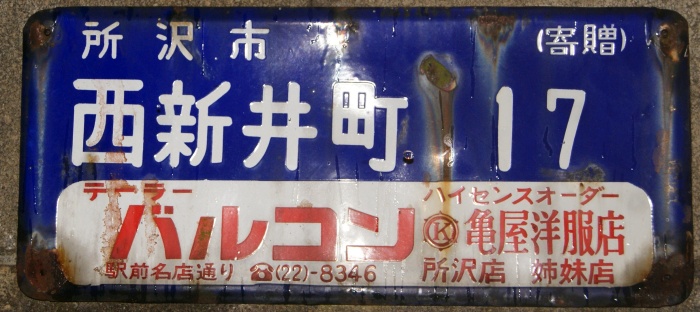 所沢市 (寄贈)
西新井町 17
テーラー ハイセンスオーダー
バルコン Ⓚ亀屋洋服店
駅前名店通り ☎(22)-8346 所沢店 姉妹店